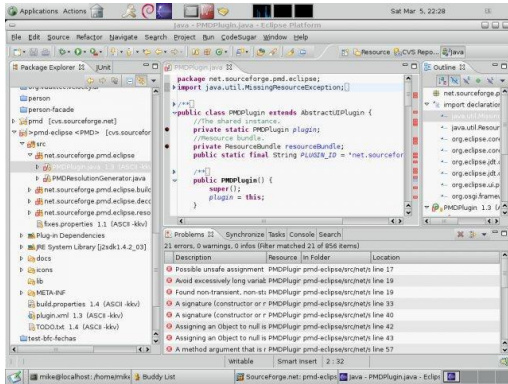 Applications Actions
Sat Mar 5, 22:28
Java - PMDPlugin.java - Eclipse Platform
File Edit Source Refactor Navigate Search Project Run CodeSugar Window Help
Resource CVS Repo... Java
Package Explorer JUnit
person
person-facade
pmd [cvs.sourceforge.net]
>pmd-eclipse <PMD> [cvs.sourcefor
src
net.sourceforge.pmd.eclipse
PMDPlugin.java 1.3 (ASCII
PMDResolutionGenerator.java
net.sourceforge.pmd.eclipse.build
net.sourceforge.pmd.eclipse.deco
net.sourceforge.pmd.eclipse.reso
fixes.properties 1.1 (ASCII -kkv)
Plug-in Dependencies
JRE System Library [j2sdk1.4.2_03]
docs
icons
lib
META-INF
build.properties 1.4 (ASCII -kkv)
plugin.xml 1.3 (ASCII -kkv)
TODO.txt 1.4 (ASCII -kkv)
test-bfc-fechas
PMDPlugin.java
package net.sourceforge.pmd.eclipse;
import java.util.MissingResourceException;
/**
public class PMDPlugin extends AbstractUIPlugin {
//The shared instance.
private static PMDPlugin plugin;
//Resource bundle.
private ResourceBundle resourceBundle;
public static final String PLUGIN_ID = "net.sourcefor
/**
public PMDPlugin() {
super();
plugin = this;
}
Outline
net.sourceforge.p
import declaration
java.util.Resour
org.eclipse.core
org.eclipse.core
org.eclipse.jdt.c
org.eclipse.jdt.u
org.eclipse.ui.p
org.osgi.framew
PMDPlugin 1.3 (A
Problems Synchronize Tasks Console Search
21 errors, 0 warnings, 0 infos (Filter matched 21 of 856 items)
Description Resource In Folder Location
Possible unsafe assignment PMDPlugin pmd-eclipse/src/net/s line 17
Avoid excessively long variab PMDPlugin pmd-eclipse/src/net/s line 19
Found non-transient, non-sta PMDPlugin pmd-eclipse/src/net/s line 19
A signature (constructor or m PMDPlugin pmd-eclipse/src/net/s line 33
A signature (constructor or m PMDPlugin pmd-eclipse/src/net/s line 40
Assigning an Object to null is PMDPlugin pmd-eclipse/src/net/s line 42
Assigning an Object to null is PMDPlugin pmd-eclipse/src/net/s line 43
A method argument that is r PMDPlugin pmd-eclipse/src/net/s line 57
Writable Smart Insert 2 : 32
mike@localhost: /home/mike Buddy List SourceForge.net: pmd-eclips Java - PMDPlugin.java - Eclips